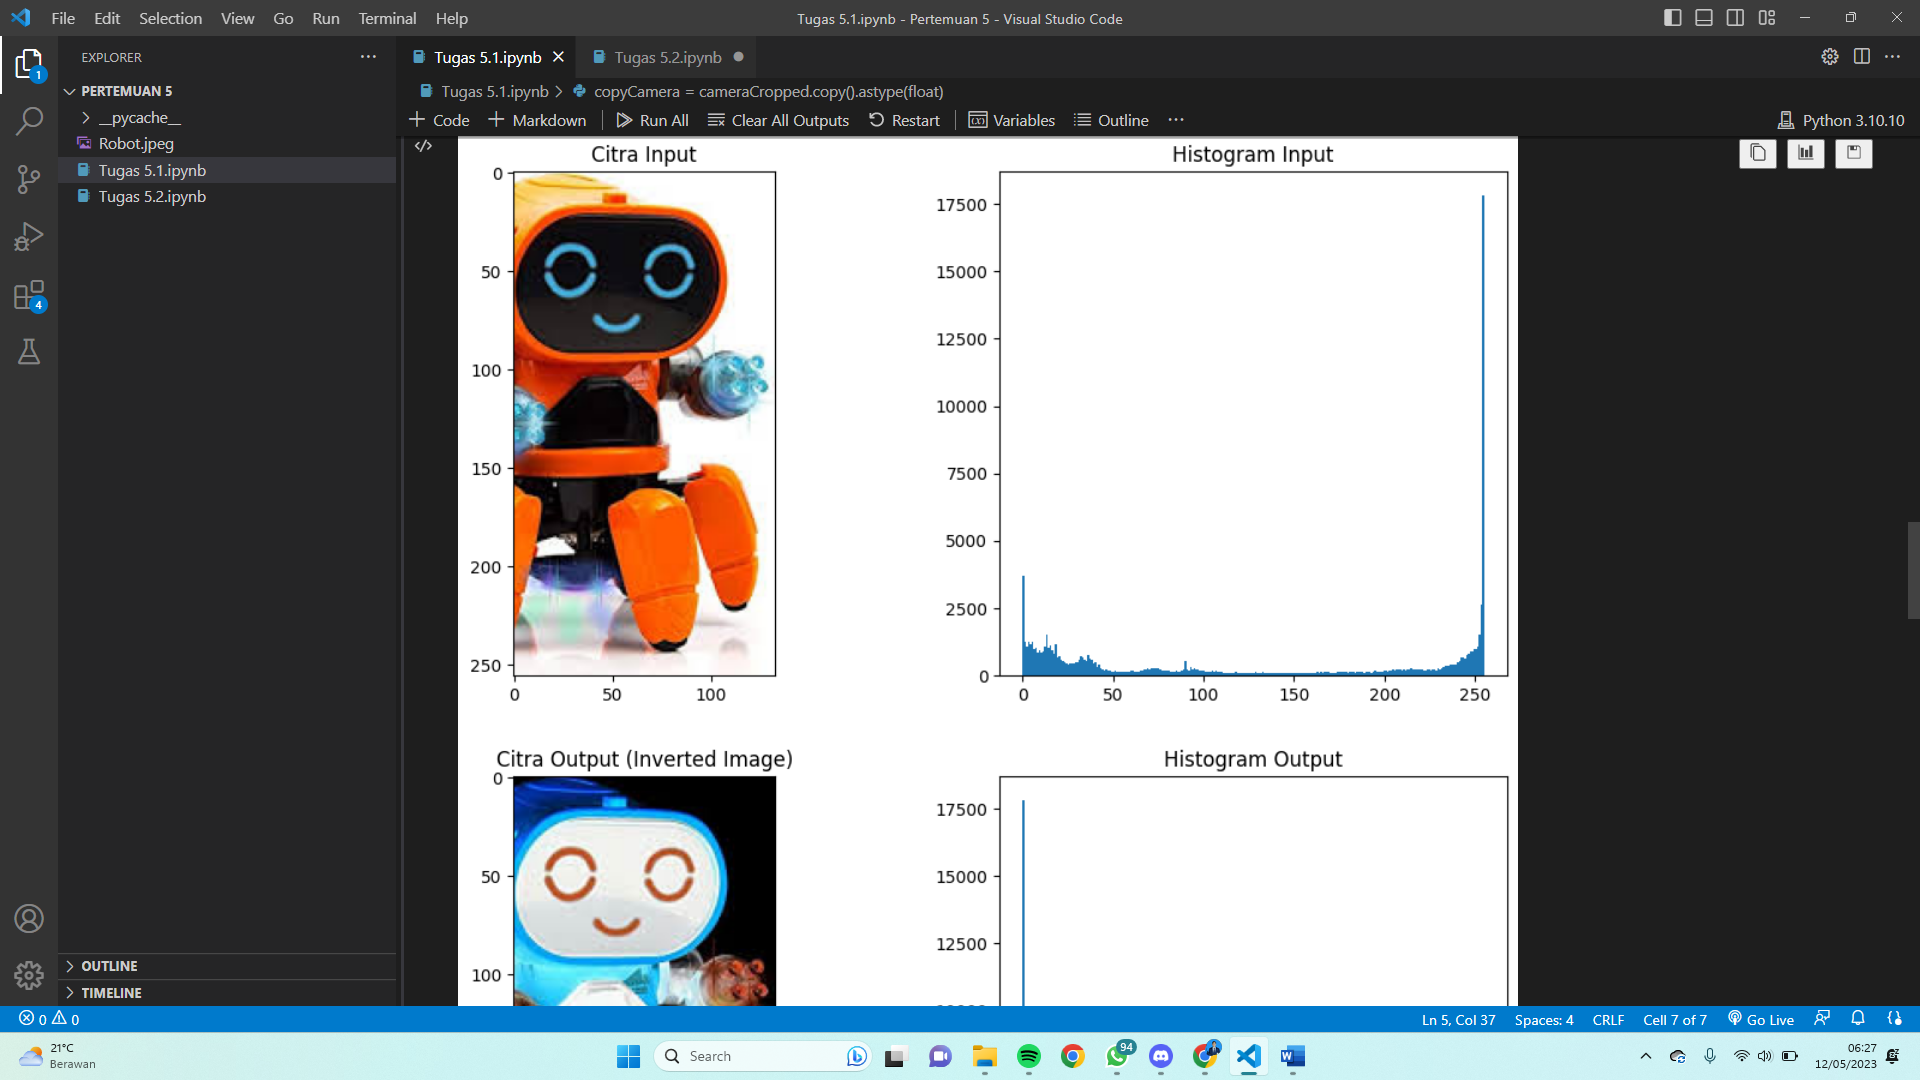 File Edit Selection View Go Run Terminal Help
Tugas 5.1.ipynb - Pertemuan 5 - Visual Studio Code
1
4
EXPLORER
PERTEMUAN 5
__pycache__
Robot.jpeg
Tugas 5.1.ipynb
Tugas 5.2.ipynb
OUTLINE
TIMELINE
Tugas 5.1.ipynb
Tugas 5.2.ipynb
Tugas 5.1.ipynb > copyCamera = cameraCropped.copy().astype(float)
+ Code + Markdown Run All Clear All Outputs Restart Variables Outline ...
Python 3.10.10
Citra Input
0
50
100
150
200
250
0 50 100
Histogram Input
17500
15000
12500
10000
7500
5000
2500
0
0 50 100 150 200 250
Citra Output (Inverted Image)
0
50
100
Histogram Output
17500
15000
12500
0 0
Ln 5, Col 37 Spaces: 4 CRLF Cell 7 of 7 Go Live
21°C
Berawan
Search
94
06:27
12/05/2023